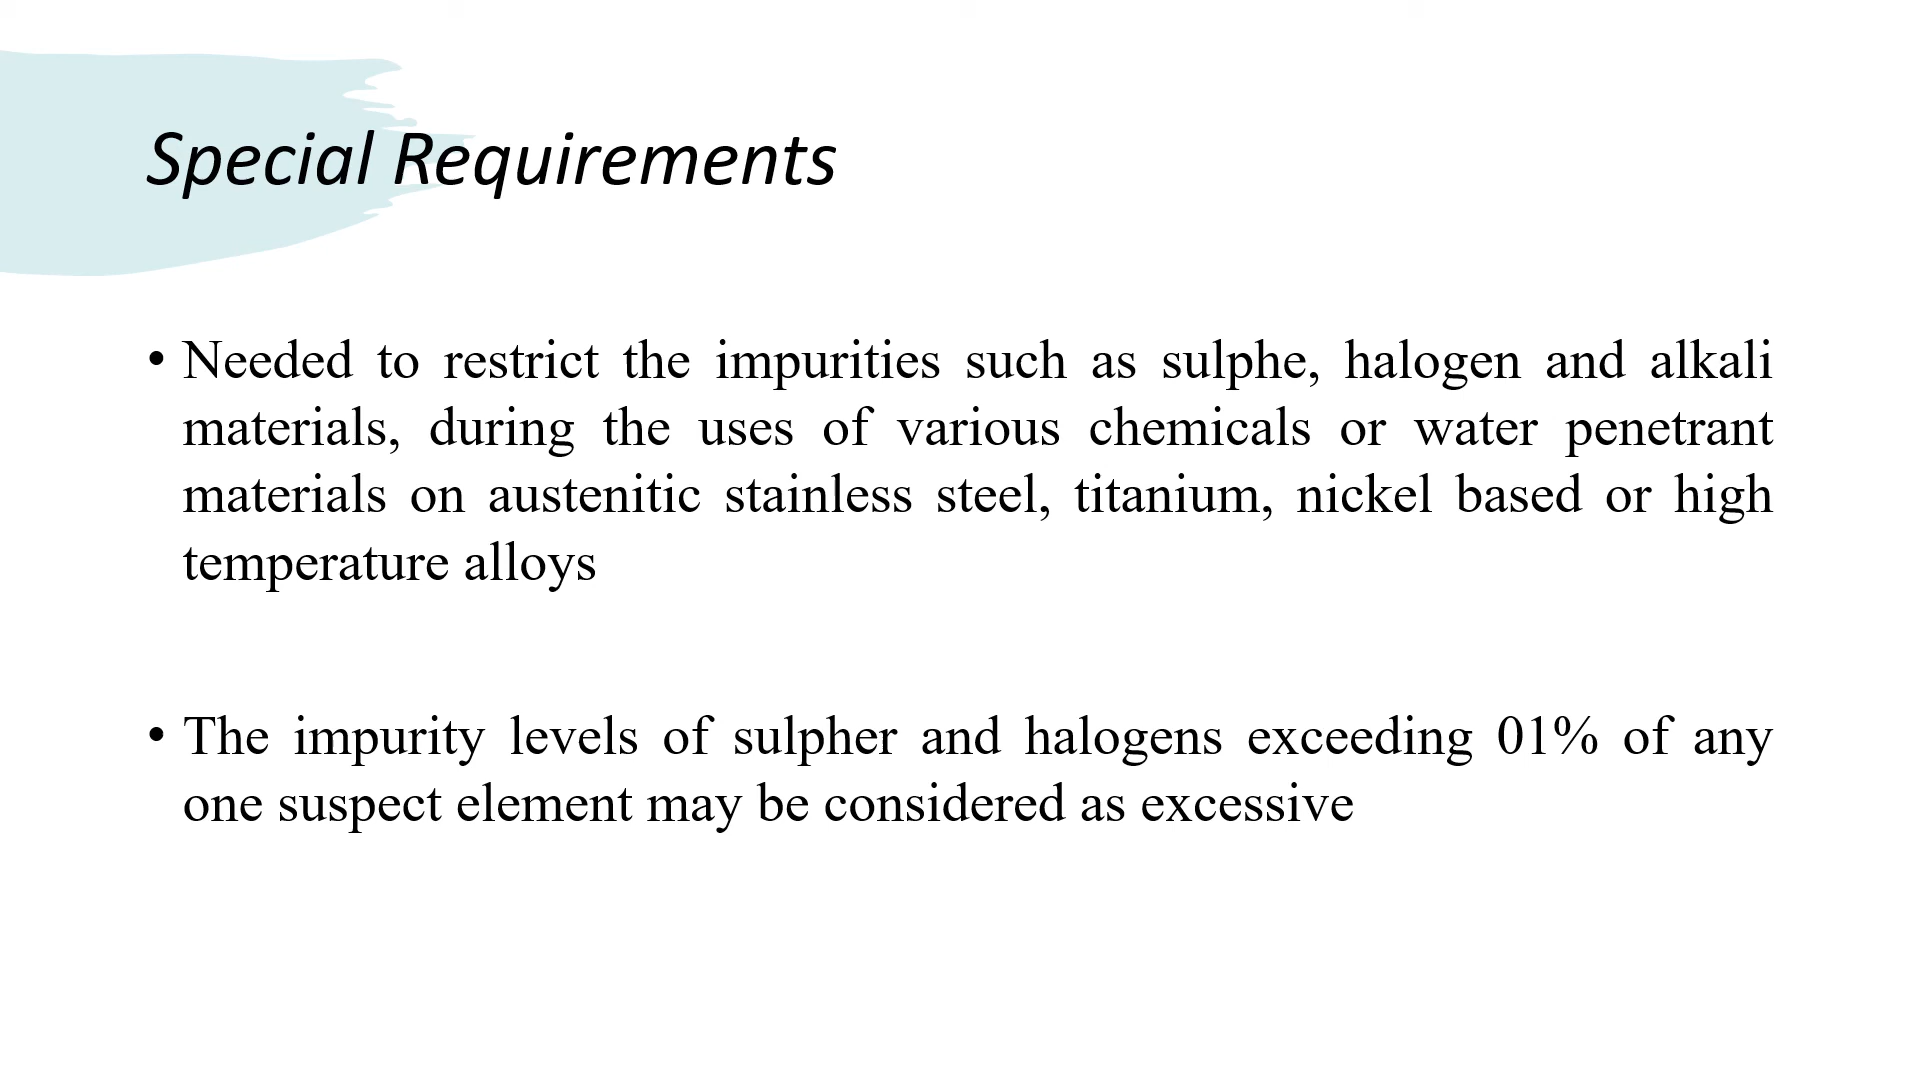 Special Requirements
• Needed to restrict the impurities such as sulphe, halogen and alkali
materials, during the uses of various chemicals or water penetrant
materials on austenitic stainless steel, titanium, nickel based or high
temperature alloys
• The impurity levels of sulpher and halogens exceeding 01% of any
one suspect element may be considered as excessive